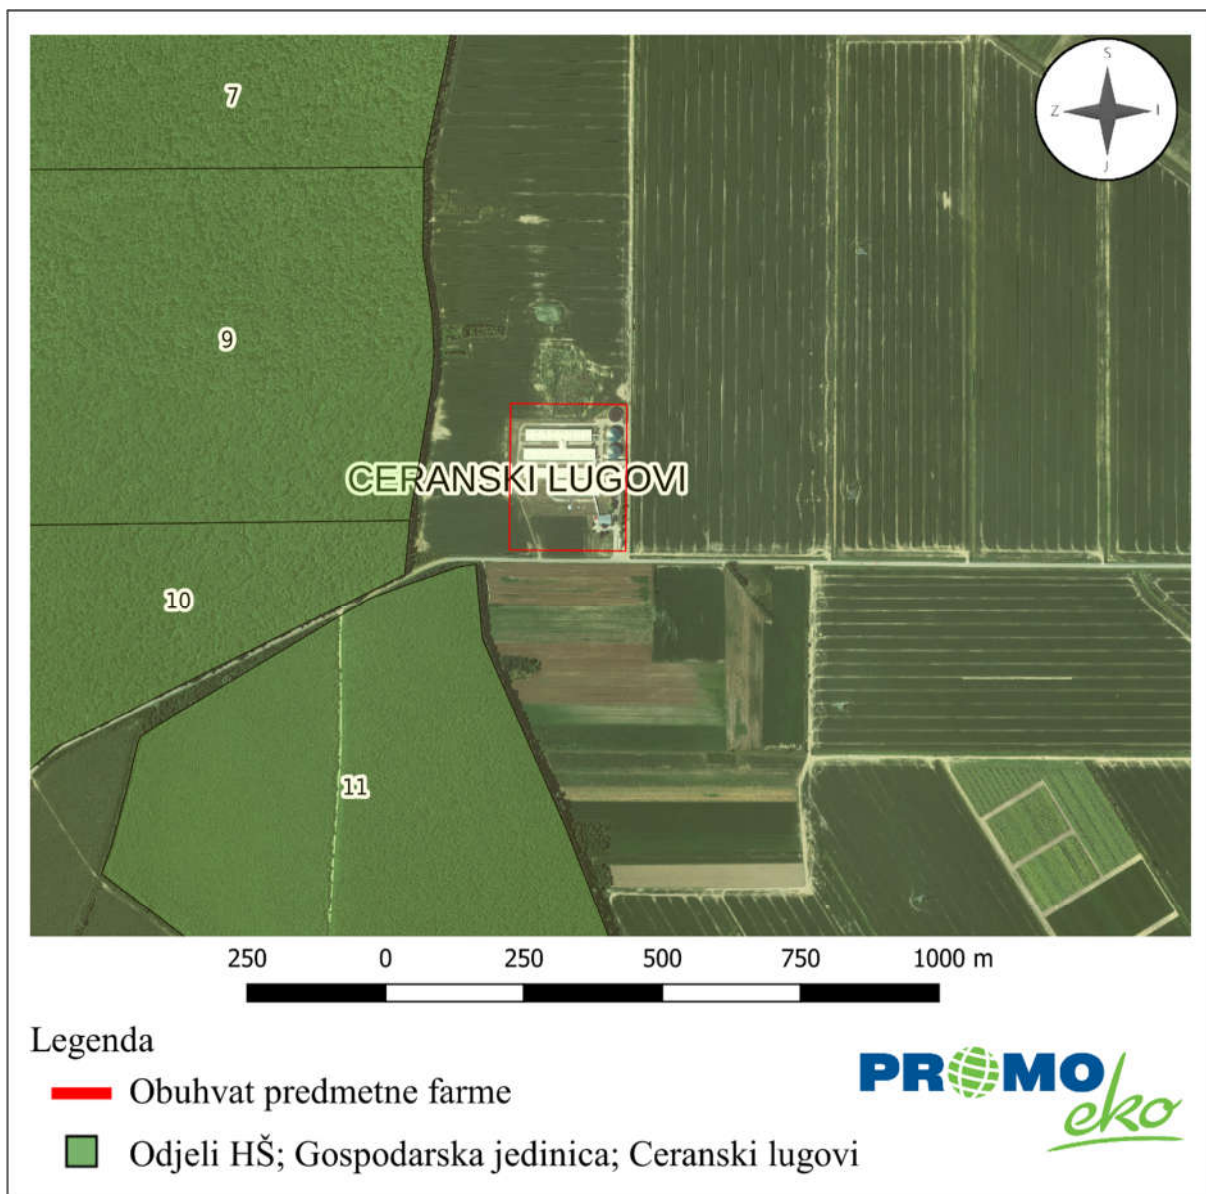 7
S
Z I
J
9
CERANSKI LUGOVI
10
11
250 0 250 500 750 1000 m
Legenda
Obuhvat predmetne farme
Odjeli HŠ; Gospodarska jedinica; Ceranski lugovi
PROMO
eko